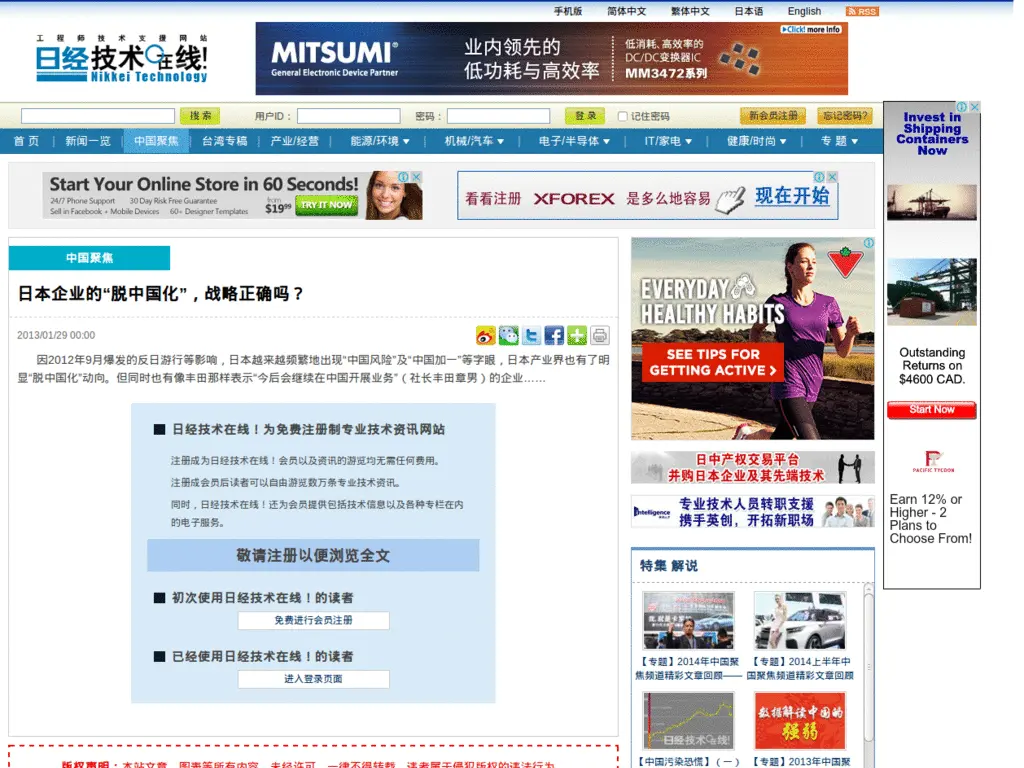 手机版 简体中文 繁体中文 日本语 English RSS
工程师技术支援网站
日经技术在线!
Nikkei Technology
MITSUMI®
General Electronic Device Partner
业内领先的
低功耗与高效率
低消耗、高效率的
DC/DC变换器IC
MM3472系列
Click! more info
搜索 用户ID： 密码： 登录 记住密码 新会员注册 忘记密码?
首 页 新闻一览 中国聚焦 台湾专稿 产业/经营 能源/环境▼ 机械/汽车▼ 电子/半导体▼ IT/家电▼ 健康/时尚▼ 专 题▼
Start Your Online Store in 60 Seconds!
24/7 Phone Support 30 Day Risk Free Guarantee
Sell in Facebook + Mobile Devices 60+ Designer Templates
from $19⁹⁹
TRY IT NOW
看看注册 XFOREX 是多么地容易 现在开始
Invest in
Shipping
Containers
Now
Outstanding
Returns on
$4600 CAD.
Start Now
PACIFIC TYCOON
Earn 12% or
Higher - 2
Plans to
Choose From!
中国聚焦
日本企业的“脱中国化”，战略正确吗？
2013/01/29 00:00
因2012年9月爆发的反日游行等影响，日本越来越频繁地出现“中国风险”及“中国加一”等字眼，日本产业界也有了明
显“脱中国化”动向。但同时也有像丰田那样表示“今后会继续在中国开展业务”（社长丰田章男）的企业……
■ 日经技术在线！为免费注册制专业技术资讯网站
注册成为日经技术在线！会员以及资讯的游览均无需任何费用。
注册成会员后读者可以自由游览数万条专业技术资讯。
同时，日经技术在线！还为会员提供包括技术信息以及各种专栏在内
的电子服务。
敬请注册以便浏览全文
■ 初次使用日经技术在线！的读者
免费进行会员注册
■ 已经使用日经技术在线！的读者
进入登录页面
版权声明：本站文章、图表等所有内容，未经许可，一律不得转载，违者属于侵犯版权的违法行为。
EVERYDAY
HEALTHY HABITS
SEE TIPS FOR
GETTING ACTIVE >
日中产权交易平台
并购日本企业及其先端技术
Intelligence
专业技术人员转职支援
携手英创，开拓新职场
特集 解说
【专题】2014年中国聚
焦频道精彩文章回顾——
【专题】2014上半年中
国聚焦频道精彩文章回顾
日经技术在线!
数据解读中国的
强弱
【中国污染恐慌】（一）
【专题】2013年中国聚